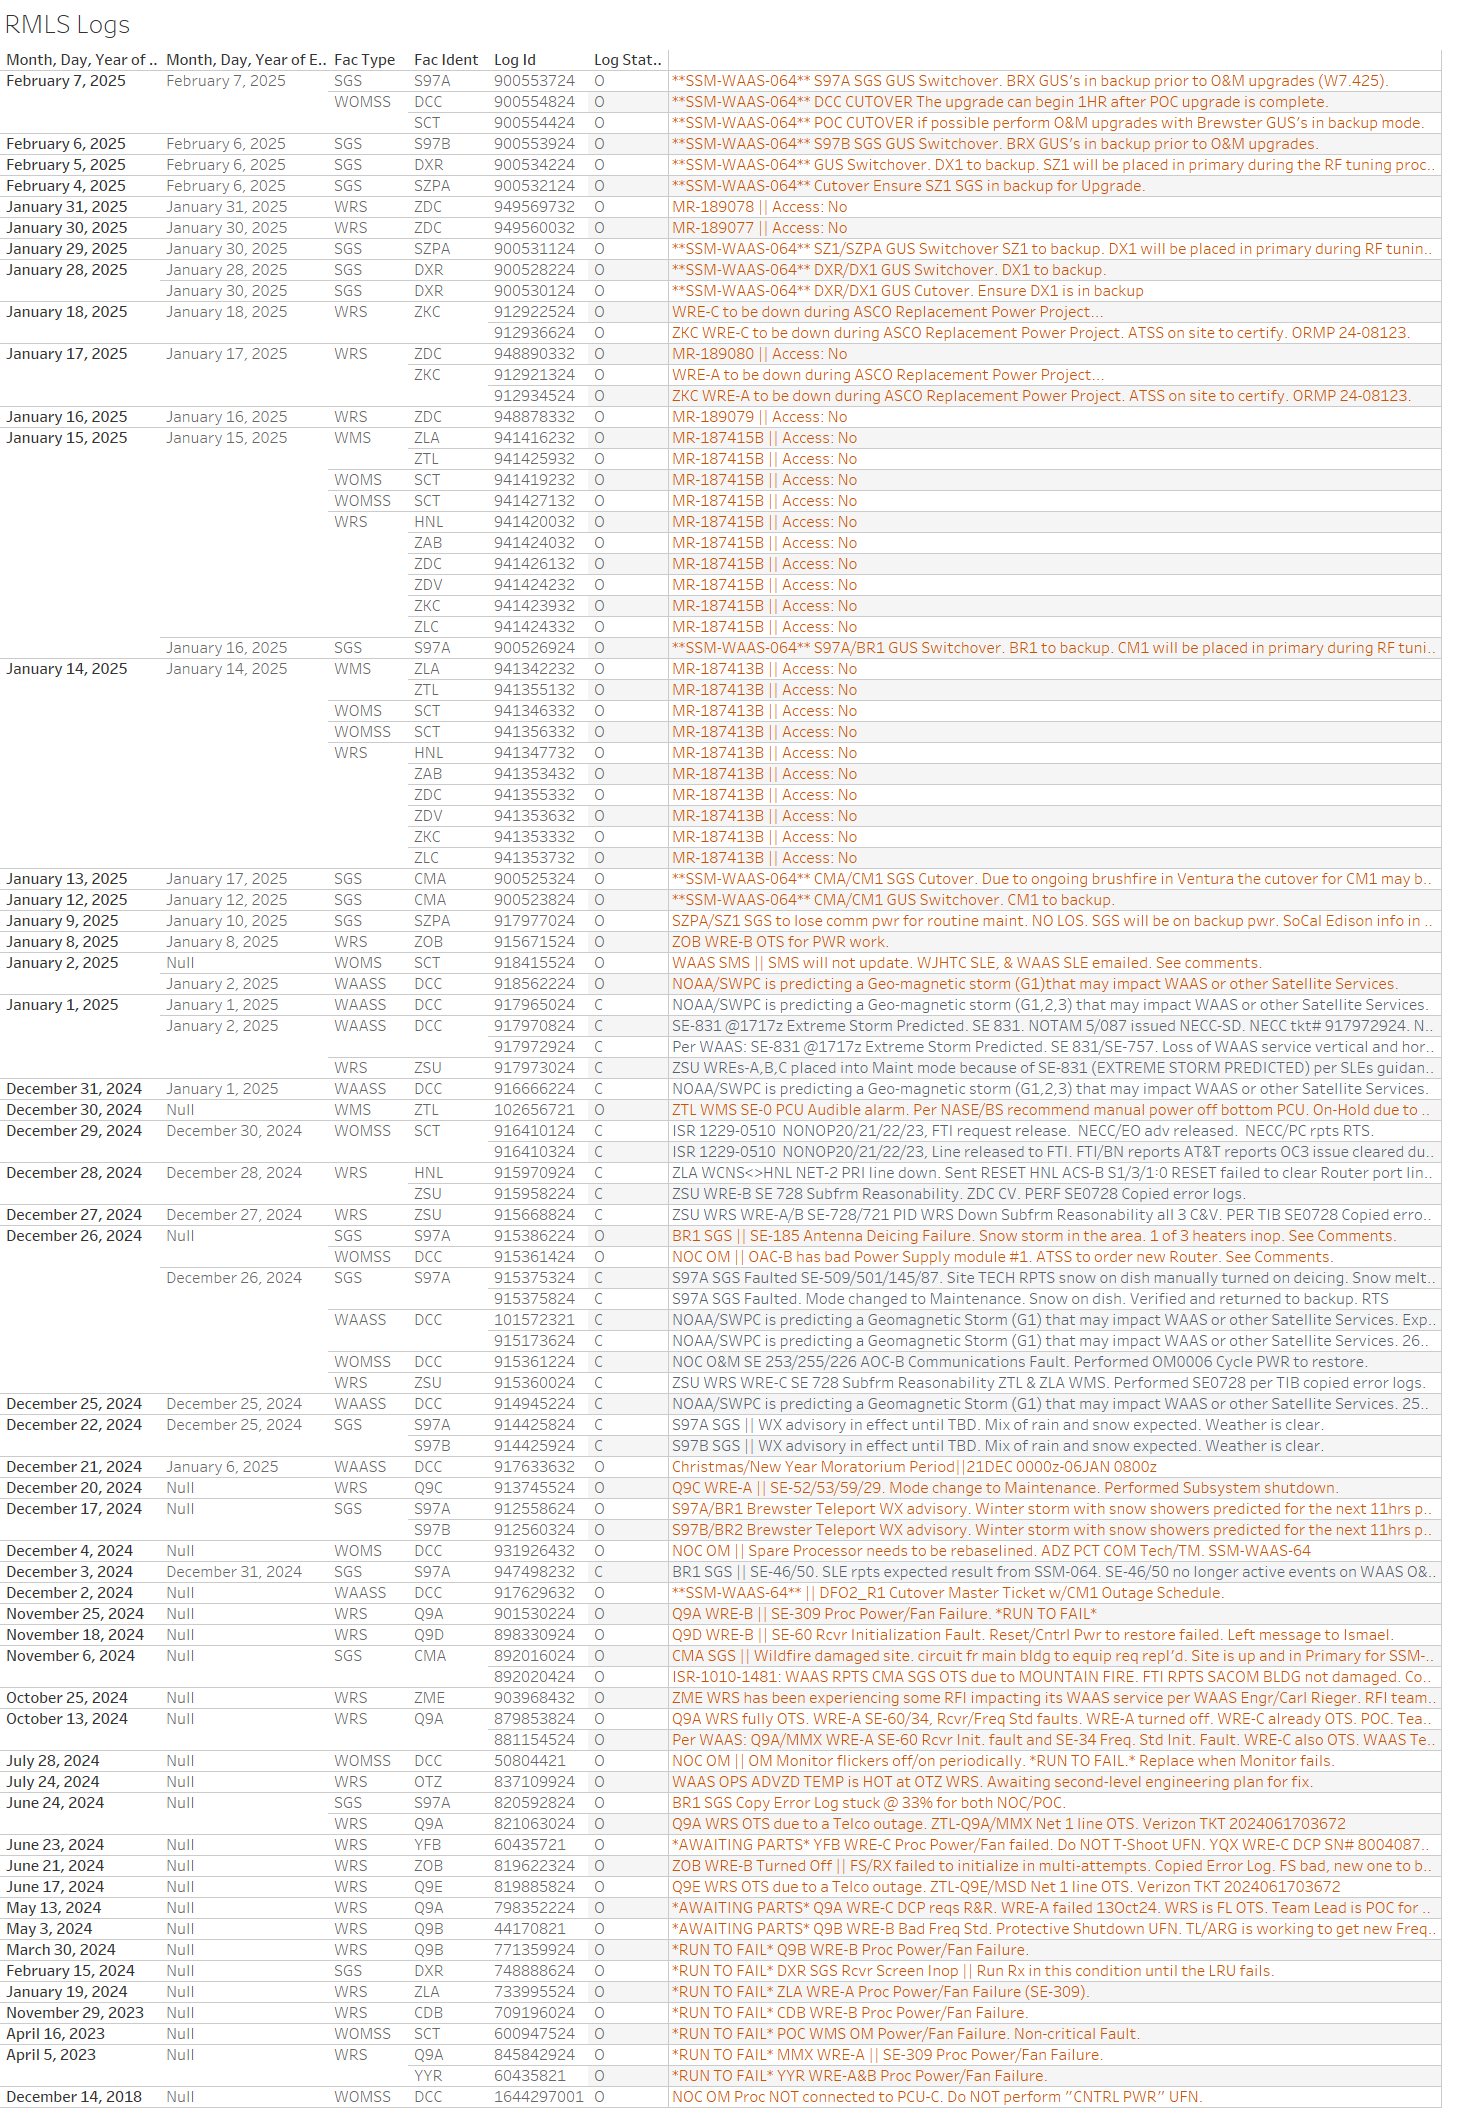 RMLS Logs
Month, Day, Year of .. Month, Day, Year of E.. Fac Type Fac Ident Log Id Log Stat..
February 7, 2025 February 7, 2025 SGS S97A 900553724 O **SSM-WAAS-064** S97A SGS GUS Switchover. BRX GUS's in backup prior to O&M upgrades (W7.425).
WOMSS DCC 900554824 O **SSM-WAAS-064** DCC CUTOVER The upgrade can begin 1HR after POC upgrade is complete.
SCT 900554424 O **SSM-WAAS-064** POC CUTOVER if possible perform O&M upgrades with Brewster GUS's in backup mode.
February 6, 2025 February 6, 2025 SGS S97B 900553924 O **SSM-WAAS-064** S97B SGS GUS Switchover. BRX GUS's in backup prior to O&M upgrades.
February 5, 2025 February 6, 2025 SGS DXR 900534224 O **SSM-WAAS-064** GUS Switchover. DX1 to backup. SZ1 will be placed in primary during the RF tuning proc..
February 4, 2025 February 6, 2025 SGS SZPA 900532124 O **SSM-WAAS-064** Cutover Ensure SZ1 SGS in backup for Upgrade.
January 31, 2025 January 31, 2025 WRS ZDC 949569732 O MR-189078 || Access: No
January 30, 2025 January 30, 2025 WRS ZDC 949560032 O MR-189077 || Access: No
January 29, 2025 January 30, 2025 SGS SZPA 900531124 O **SSM-WAAS-064** SZ1/SZPA GUS Switchover SZ1 to backup. DX1 will be placed in primary during RF tunin..
January 28, 2025 January 28, 2025 SGS DXR 900528224 O **SSM-WAAS-064** DXR/DX1 GUS Switchover. DX1 to backup.
January 30, 2025 SGS DXR 900530124 O **SSM-WAAS-064** DXR/DX1 GUS Cutover. Ensure DX1 is in backup
January 18, 2025 January 18, 2025 WRS ZKC 912922524 O WRE-C to be down during ASCO Replacement Power Project...
912936624 O ZKC WRE-C to be down during ASCO Replacement Power Project. ATSS on site to certify. ORMP 24-08123.
January 17, 2025 January 17, 2025 WRS ZDC 948890332 O MR-189080 || Access: No
ZKC 912921324 O WRE-A to be down during ASCO Replacement Power Project...
912934524 O ZKC WRE-A to be down during ASCO Replacement Power Project. ATSS on site to certify. ORMP 24-08123.
January 16, 2025 January 16, 2025 WRS ZDC 948878332 O MR-189079 || Access: No
January 15, 2025 January 15, 2025 WMS ZLA 941416232 O MR-187415B || Access: No
ZTL 941425932 O MR-187415B || Access: No
WOMS SCT 941419232 O MR-187415B || Access: No
WOMSS SCT 941427132 O MR-187415B || Access: No
WRS HNL 941420032 O MR-187415B || Access: No
ZAB 941424032 O MR-187415B || Access: No
ZDC 941426132 O MR-187415B || Access: No
ZDV 941424232 O MR-187415B || Access: No
ZKC 941423932 O MR-187415B || Access: No
ZLC 941424332 O MR-187415B || Access: No
January 16, 2025 SGS S97A 900526924 O **SSM-WAAS-064** S97A/BR1 GUS Switchover. BR1 to backup. CM1 will be placed in primary during RF tuni..
January 14, 2025 January 14, 2025 WMS ZLA 941342232 O MR-187413B || Access: No
ZTL 941355132 O MR-187413B || Access: No
WOMS SCT 941346332 O MR-187413B || Access: No
WOMSS SCT 941356332 O MR-187413B || Access: No
WRS HNL 941347732 O MR-187413B || Access: No
ZAB 941353432 O MR-187413B || Access: No
ZDC 941355332 O MR-187413B || Access: No
ZDV 941353632 O MR-187413B || Access: No
ZKC 941353332 O MR-187413B || Access: No
ZLC 941353732 O MR-187413B || Access: No
January 13, 2025 January 17, 2025 SGS CMA 900525324 O **SSM-WAAS-064** CMA/CM1 SGS Cutover. Due to ongoing brushfire in Ventura the cutover for CM1 may b..
January 12, 2025 January 12, 2025 SGS CMA 900523824 O **SSM-WAAS-064** CMA/CM1 GUS Switchover. CM1 to backup.
January 9, 2025 January 10, 2025 SGS SZPA 917977024 O SZPA/SZ1 SGS to lose comm pwr for routine maint. NO LOS. SGS will be on backup pwr. SoCal Edison info in ..
January 8, 2025 January 8, 2025 WRS ZOB 915671524 O ZOB WRE-B OTS for PWR work.
January 2, 2025 Null WOMS SCT 918415524 O WAAS SMS || SMS will not update. WJHTC SLE, & WAAS SLE emailed. See comments.
January 2, 2025 WAASS DCC 918562224 O NOAA/SWPC is predicting a Geo-magnetic storm (G1)that may impact WAAS or other Satellite Services.
January 1, 2025 January 1, 2025 WAASS DCC 917965024 C NOAA/SWPC is predicting a Geo-magnetic storm (G1,2,3) that may impact WAAS or other Satellite Services.
January 2, 2025 WAASS DCC 917970824 C SE-831 @1717z Extreme Storm Predicted. SE 831. NOTAM 5/087 issued NECC-SD. NECC tkt# 917972924. N..
917972924 C Per WAAS: SE-831 @1717z Extreme Storm Predicted. SE 831/SE-757. Loss of WAAS service vertical and hor..
WRS ZSU 917973024 C ZSU WREs-A,B,C placed into Maint mode because of SE-831 (EXTREME STORM PREDICTED) per SLEs guidan..
December 31, 2024 January 1, 2025 WAASS DCC 916666224 C NOAA/SWPC is predicting a Geo-magnetic storm (G1,2,3) that may impact WAAS or other Satellite Services.
December 30, 2024 Null WMS ZTL 102656721 O ZTL WMS SE-0 PCU Audible alarm. Per NASE/BS recommend manual power off bottom PCU. On-Hold due to ..
December 29, 2024 December 30, 2024 WOMSS SCT 916410124 C ISR 1229-0510 NONOP20/21/22/23, FTI request release. NECC/EO adv released. NECC/PC rpts RTS.
916410324 C ISR 1229-0510 NONOP20/21/22/23, Line released to FTI. FTI/BN reports AT&T reports OC3 issue cleared du..
December 28, 2024 December 28, 2024 WRS HNL 915970924 C ZLA WCNS<>HNL NET-2 PRI line down. Sent RESET HNL ACS-B S1/3/1:0 RESET failed to clear Router port lin..
ZSU 915958224 C ZSU WRE-B SE 728 Subfrm Reasonability. ZDC CV. PERF SE0728 Copied error logs.
December 27, 2024 December 27, 2024 WRS ZSU 915668824 C ZSU WRS WRE-A/B SE-728/721 PID WRS Down Subfrm Reasonability all 3 C&V. PER TIB SE0728 Copied erro..
December 26, 2024 Null SGS S97A 915386224 O BR1 SGS || SE-185 Antenna Deicing Failure. Snow storm in the area. 1 of 3 heaters inop. See Comments.
WOMSS DCC 915361424 O NOC OM || OAC-B has bad Power Supply module #1. ATSS to order new Router. See Comments.
December 26, 2024 SGS S97A 915375324 C S97A SGS Faulted SE-509/501/145/87. Site TECH RPTS snow on dish manually turned on deicing. Snow melt..
915375824 C S97A SGS Faulted. Mode changed to Maintenance. Snow on dish. Verified and returned to backup. RTS
WAASS DCC 101572321 C NOAA/SWPC is predicting a Geomagnetic Storm (G1) that may impact WAAS or other Satellite Services. Exp..
915173624 C NOAA/SWPC is predicting a Geomagnetic Storm (G1) that may impact WAAS or other Satellite Services. 26..
WOMSS DCC 915361224 C NOC O&M SE 253/255/226 AOC-B Communications Fault. Performed OM0006 Cycle PWR to restore.
WRS ZSU 915360024 C ZSU WRS WRE-C SE 728 Subfrm Reasonability ZTL & ZLA WMS. Performed SE0728 per TIB copied error logs.
December 25, 2024 December 25, 2024 WAASS DCC 914945224 C NOAA/SWPC is predicting a Geomagnetic Storm (G1) that may impact WAAS or other Satellite Services. 25..
December 22, 2024 December 25, 2024 SGS S97A 914425824 C S97A SGS || WX advisory in effect until TBD. Mix of rain and snow expected. Weather is clear.
S97B 914425924 C S97B SGS || WX advisory in effect until TBD. Mix of rain and snow expected. Weather is clear.
December 21, 2024 January 6, 2025 WAASS DCC 917633632 O Christmas/New Year Moratorium Period||21DEC 0000z-06JAN 0800z
December 20, 2024 Null WRS Q9C 913745524 O Q9C WRE-A || SE-52/53/59/29. Mode change to Maintenance. Performed Subsystem shutdown.
December 17, 2024 Null SGS S97A 912558624 O S97A/BR1 Brewster Teleport WX advisory. Winter storm with snow showers predicted for the next 11hrs p..
S97B 912560324 O S97B/BR2 Brewster Teleport WX advisory. Winter storm with snow showers predicted for the next 11hrs p..
December 4, 2024 Null WOMS DCC 931926432 O NOC OM || Spare Processor needs to be rebaselined. ADZ PCT COM Tech/TM. SSM-WAAS-64
December 3, 2024 December 31, 2024 SGS S97A 947498232 C BR1 SGS || SE-46/50. SLE rpts expected result from SSM-064. SE-46/50 no longer active events on WAAS O&..
December 2, 2024 Null WAASS DCC 917629632 O **SSM-WAAS-64** || DFO2_R1 Cutover Master Ticket w/CM1 Outage Schedule.
November 25, 2024 Null WRS Q9A 901530224 O Q9A WRE-B || SE-309 Proc Power/Fan Failure. *RUN TO FAIL*
November 18, 2024 Null WRS Q9D 898330924 O Q9D WRE-B || SE-60 Rcvr Initialization Fault. Reset/Cntrl Pwr to restore failed. Left message to Ismael.
November 6, 2024 Null SGS CMA 892016024 O CMA SGS || Wildfire damaged site. circuit fr main bldg to equip req repl'd. Site is up and in Primary for SSM-..
892020424 O ISR-1010-1481: WAAS RPTS CMA SGS OTS due to MOUNTAIN FIRE. FTI RPTS SACOM BLDG not damaged. Co..
October 25, 2024 Null WRS ZME 903968432 O ZME WRS has been experiencing some RFI impacting its WAAS service per WAAS Engr/Carl Rieger. RFI team..
October 13, 2024 Null WRS Q9A 879853824 O Q9A WRS fully OTS. WRE-A SE-60/34, Rcvr/Freq Std faults. WRE-A turned off. WRE-C already OTS. POC. Tea..
881154524 O Per WAAS: Q9A/MMX WRE-A SE-60 Rcvr Init. fault and SE-34 Freq. Std Init. Fault. WRE-C also OTS. WAAS Te..
July 28, 2024 Null WOMSS DCC 50804421 O NOC OM || OM Monitor flickers off/on periodically. *RUN TO FAIL.* Replace when Monitor fails.
July 24, 2024 Null WRS OTZ 837109924 O WAAS OPS ADVZD TEMP is HOT at OTZ WRS. Awaiting second-level engineering plan for fix.
June 24, 2024 Null SGS S97A 820592824 O BR1 SGS Copy Error Log stuck @ 33% for both NOC/POC.
WRS Q9A 821063024 O Q9A WRS OTS due to a Telco outage. ZTL-Q9A/MMX Net 1 line OTS. Verizon TKT 2024061703672
June 23, 2024 Null WRS YFB 60435721 O *AWAITING PARTS* YFB WRE-C Proc Power/Fan failed. Do NOT T-Shoot UFN. YQX WRE-C DCP SN# 8004087..
June 21, 2024 Null WRS ZOB 819622324 O ZOB WRE-B Turned Off || FS/RX failed to initialize in multi-attempts. Copied Error Log. FS bad, new one to b..
June 17, 2024 Null WRS Q9E 819885824 O Q9E WRS OTS due to a Telco outage. ZTL-Q9E/MSD Net 1 line OTS. Verizon TKT 2024061703672
May 13, 2024 Null WRS Q9A 798352224 O *AWAITING PARTS* Q9A WRE-C DCP reqs R&R. WRE-A failed 13Oct24. WRS is FL OTS. Team Lead is POC for ..
May 3, 2024 Null WRS Q9B 44170821 O *AWAITING PARTS* Q9B WRE-B Bad Freq Std. Protective Shutdown UFN. TL/ARG is working to get new Freq..
March 30, 2024 Null WRS Q9B 771359924 O *RUN TO FAIL* Q9B WRE-B Proc Power/Fan Failure.
February 15, 2024 Null SGS DXR 748888624 O *RUN TO FAIL* DXR SGS Rcvr Screen Inop || Run Rx in this condition until the LRU fails.
January 19, 2024 Null WRS ZLA 733995524 O *RUN TO FAIL* ZLA WRE-A Proc Power/Fan Failure (SE-309).
November 29, 2023 Null WRS CDB 709196024 O *RUN TO FAIL* CDB WRE-B Proc Power/Fan Failure.
April 16, 2023 Null WOMSS SCT 600947524 O *RUN TO FAIL* POC WMS OM Power/Fan Failure. Non-critical Fault.
April 5, 2023 Null WRS Q9A 845842924 O *RUN TO FAIL* MMX WRE-A || SE-309 Proc Power/Fan Failure.
YYR 60435821 O *RUN TO FAIL* YYR WRE-A&B Proc Power/Fan Failure.
December 14, 2018 Null WOMSS DCC 1644297001 O NOC OM Proc NOT connected to PCU-C. Do NOT perform "CNTRL PWR" UFN.